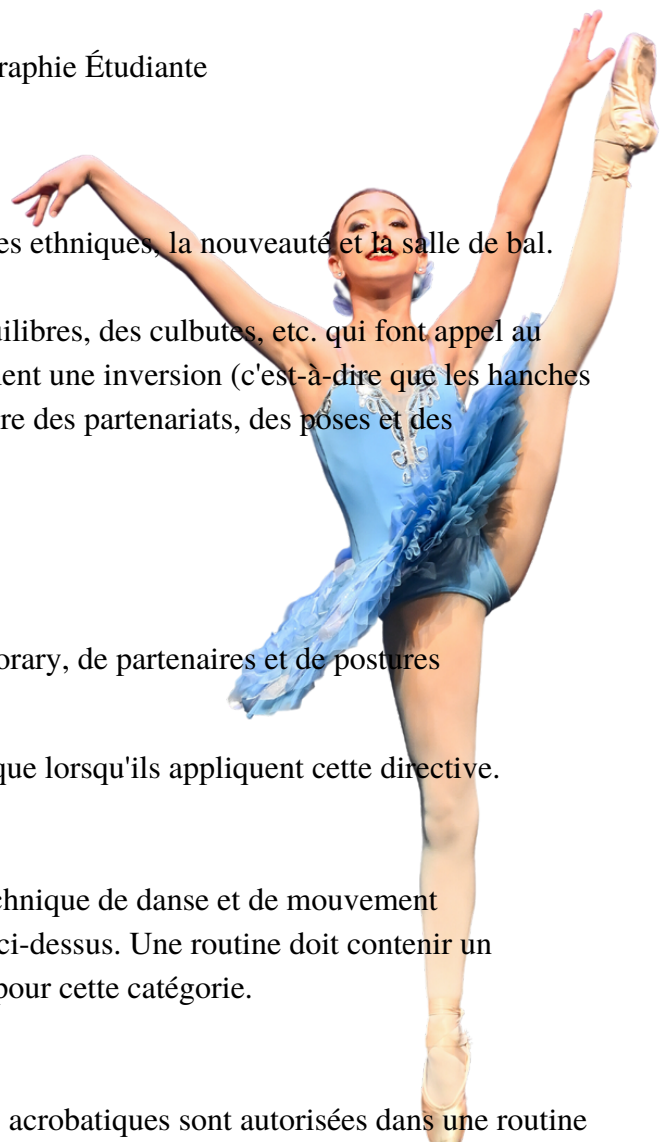 raphie Étudiante
es ethniques, la nouveauté et la salle de bal.
uilibres, des culbutes, etc. qui font appel au
ent une inversion (c'est-à-dire que les hanches
re des partenariats, des poses et des
orary, de partenaires et de postures
que lorsqu'ils appliquent cette directive.
chnique de danse et de mouvement
ci-dessus. Une routine doit contenir un
pour cette catégorie.
acrobatiques sont autorisées dans une routine